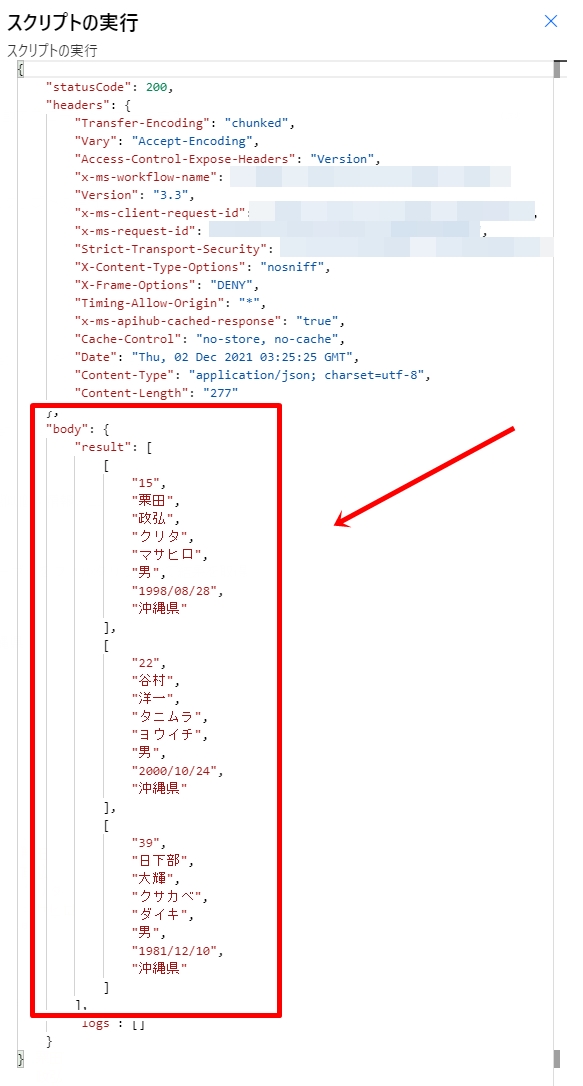 スクリプトの実行
スクリプトの実行
{
"statusCode": 200,
"headers": {
"Transfer-Encoding": "chunked",
"Vary": "Accept-Encoding",
"Access-Control-Expose-Headers": "Version",
"x-ms-workflow-name":
"Version": "3.3",
"x-ms-client-request-id": ,
"x-ms-request-id": ,
"Strict-Transport-Security":
"X-Content-Type-Options": "nosniff",
"X-Frame-Options": "DENY",
"Timing-Allow-Origin": "*",
"x-ms-apihub-cached-response": "true",
"Cache-Control": "no-store, no-cache",
"Date": "Thu, 02 Dec 2021 03:25:25 GMT",
"Content-Type": "application/json; charset=utf-8",
"Content-Length": "277"
},
"body": {
"result": [
[
"15",
"栗田",
"政弘",
"クリタ",
"マサヒロ",
"男",
"1998/08/28",
"沖縄県"
],
[
"22",
"谷村",
"洋一",
"タニムラ",
"ヨウイチ",
"男",
"2000/10/24",
"沖縄県"
],
[
"39",
"日下部",
"大輝",
"クサカベ",
"ダイキ",
"男",
"1981/12/10",
"沖縄県"
]
],
"logs": []
}
}